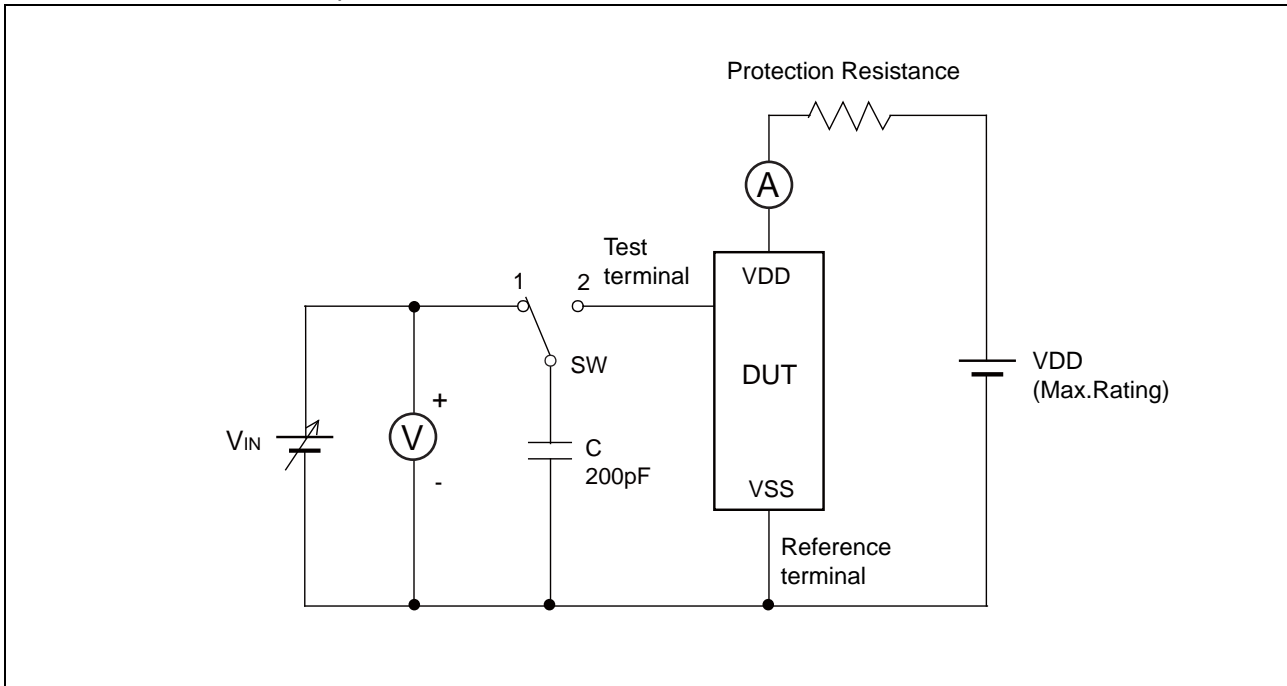 Protection Resistance
A
Test
terminal
VDD
1
2
SW
DUT
VDD
(Max.Rating)
+
VIN
V
C
200pF
-
VSS
Reference
terminal